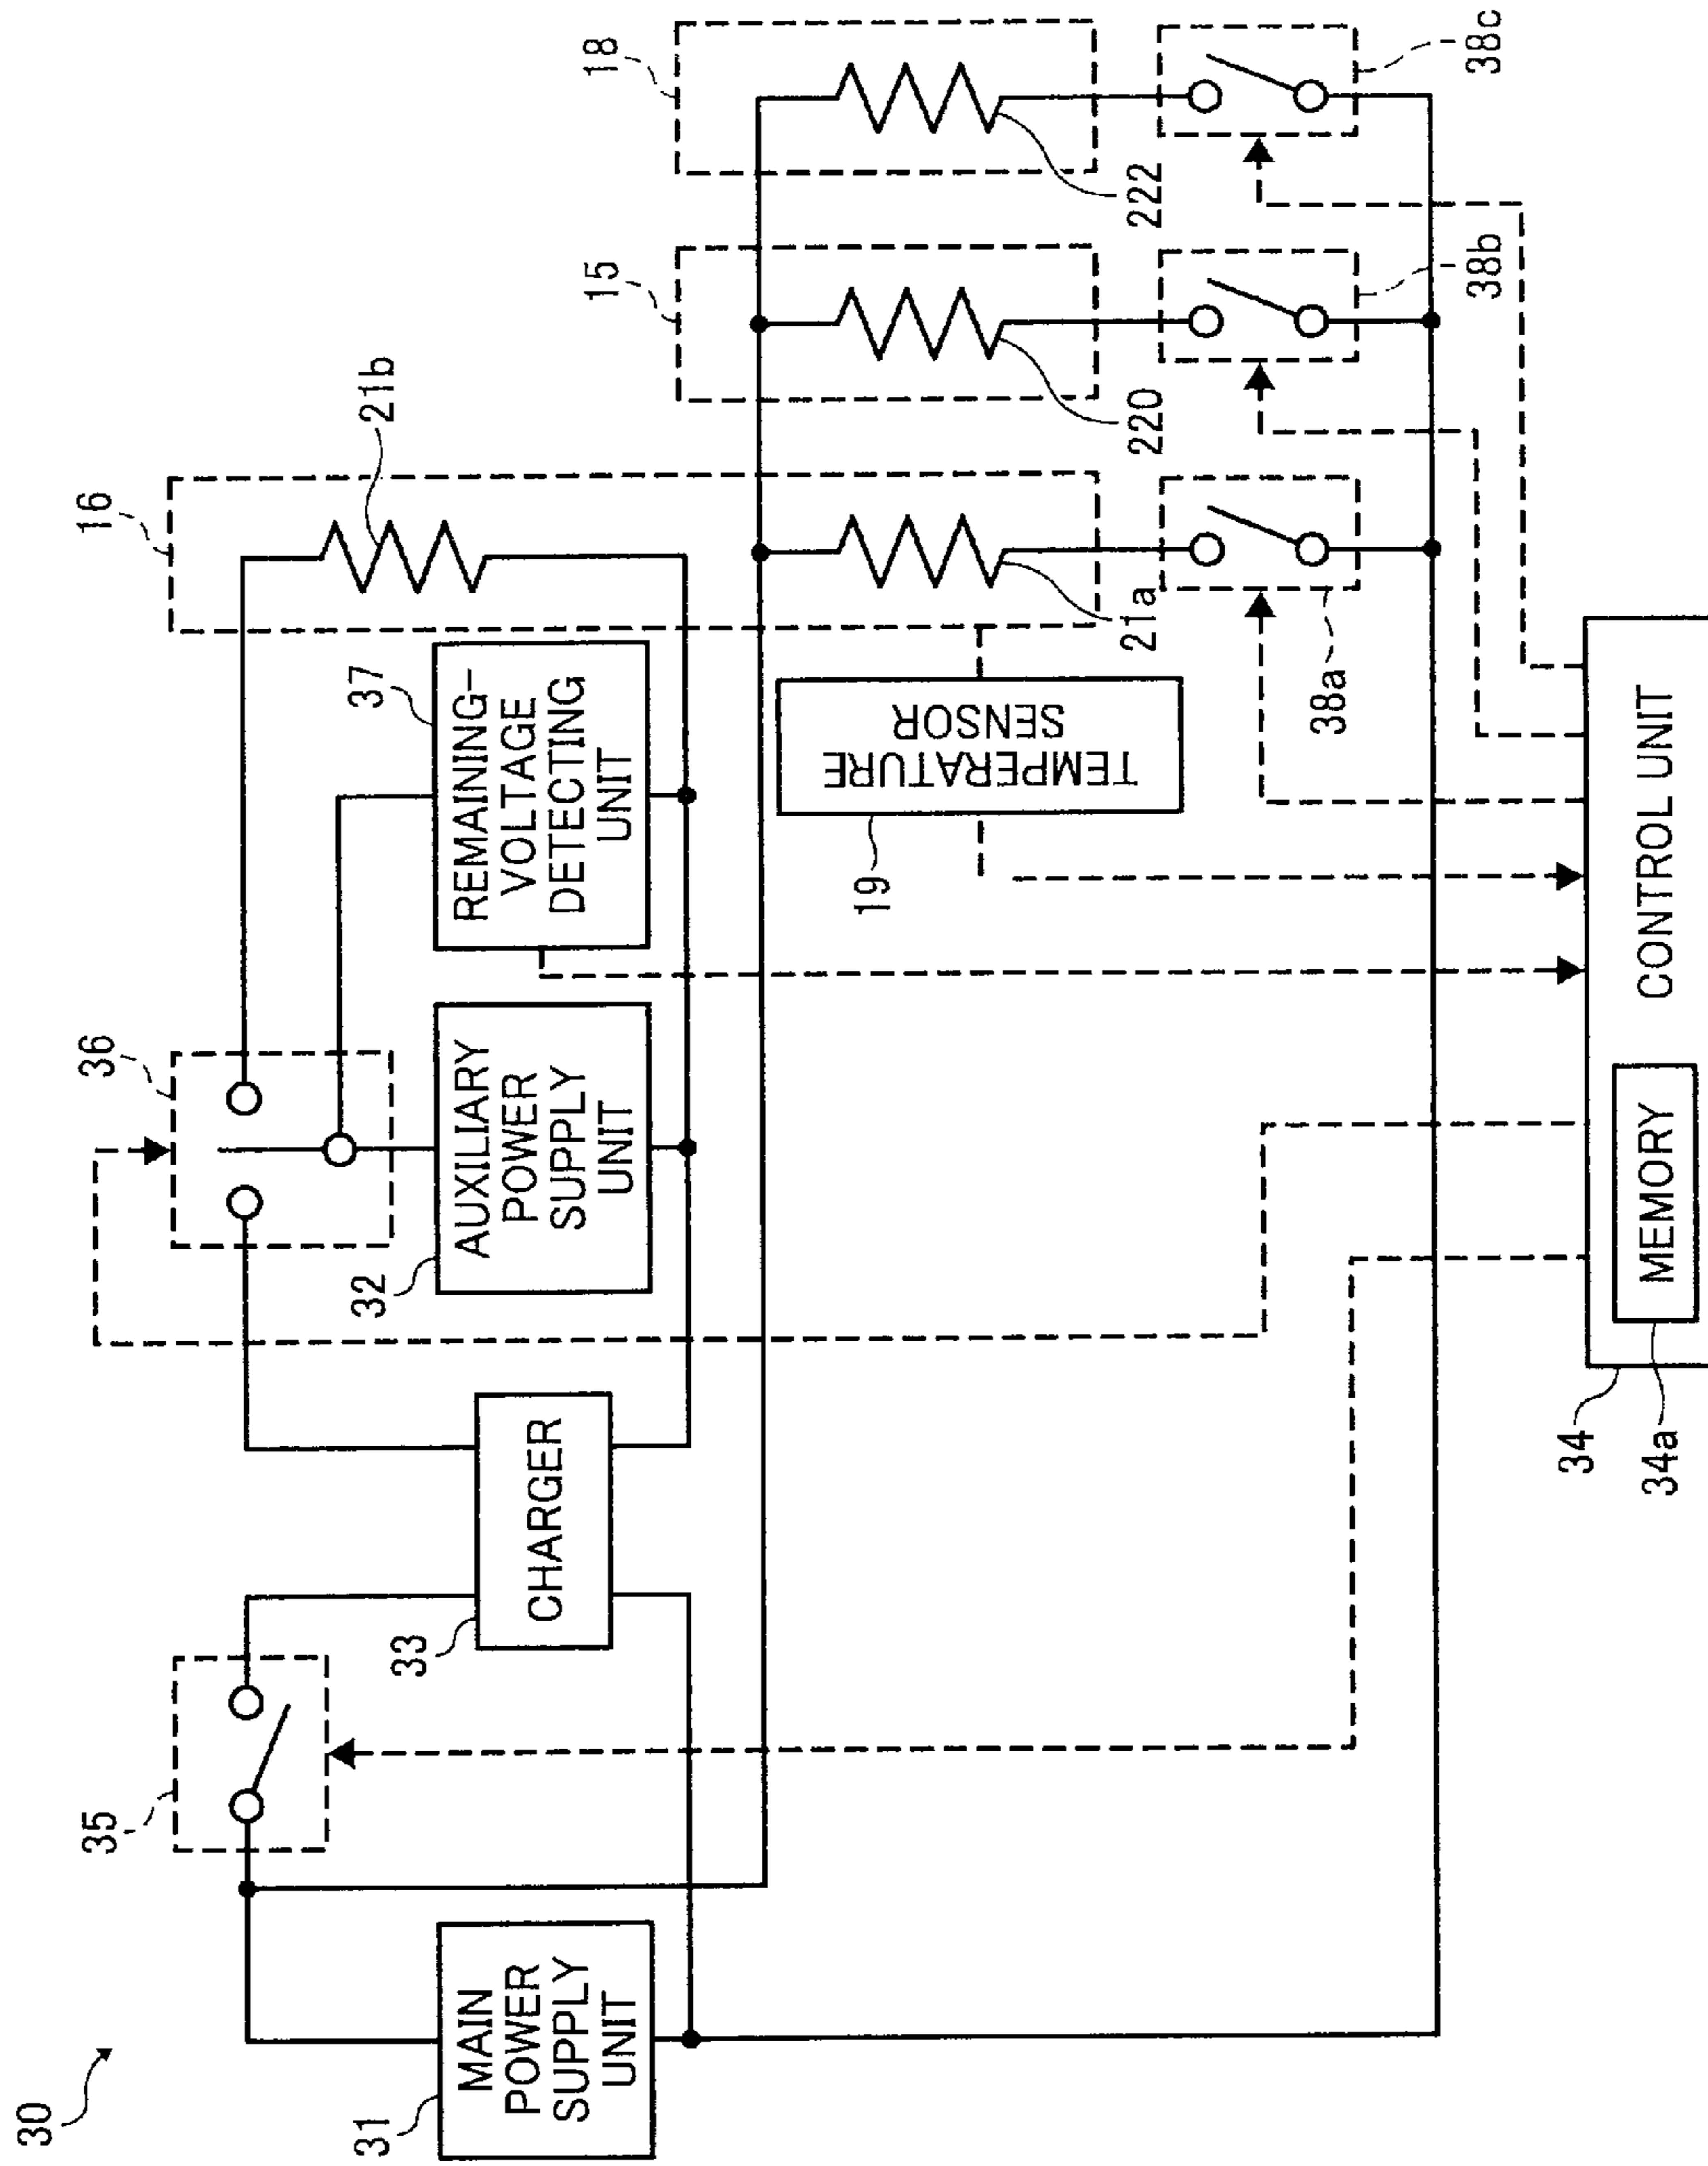 30
31
MAIN
POWER
SUPPLY
UNIT
35
33
CHARGER
36
32
AUXILIARY
POWER
SUPPLY
UNIT
37
REMAINING-
VOLTAGE
DETECTING
UNIT
16
21b
19
TEMPERATURE
SENSOR
21a
38a
15
220
38b
18
222
38c
34
34a
MEMORY
CONTROL UNIT